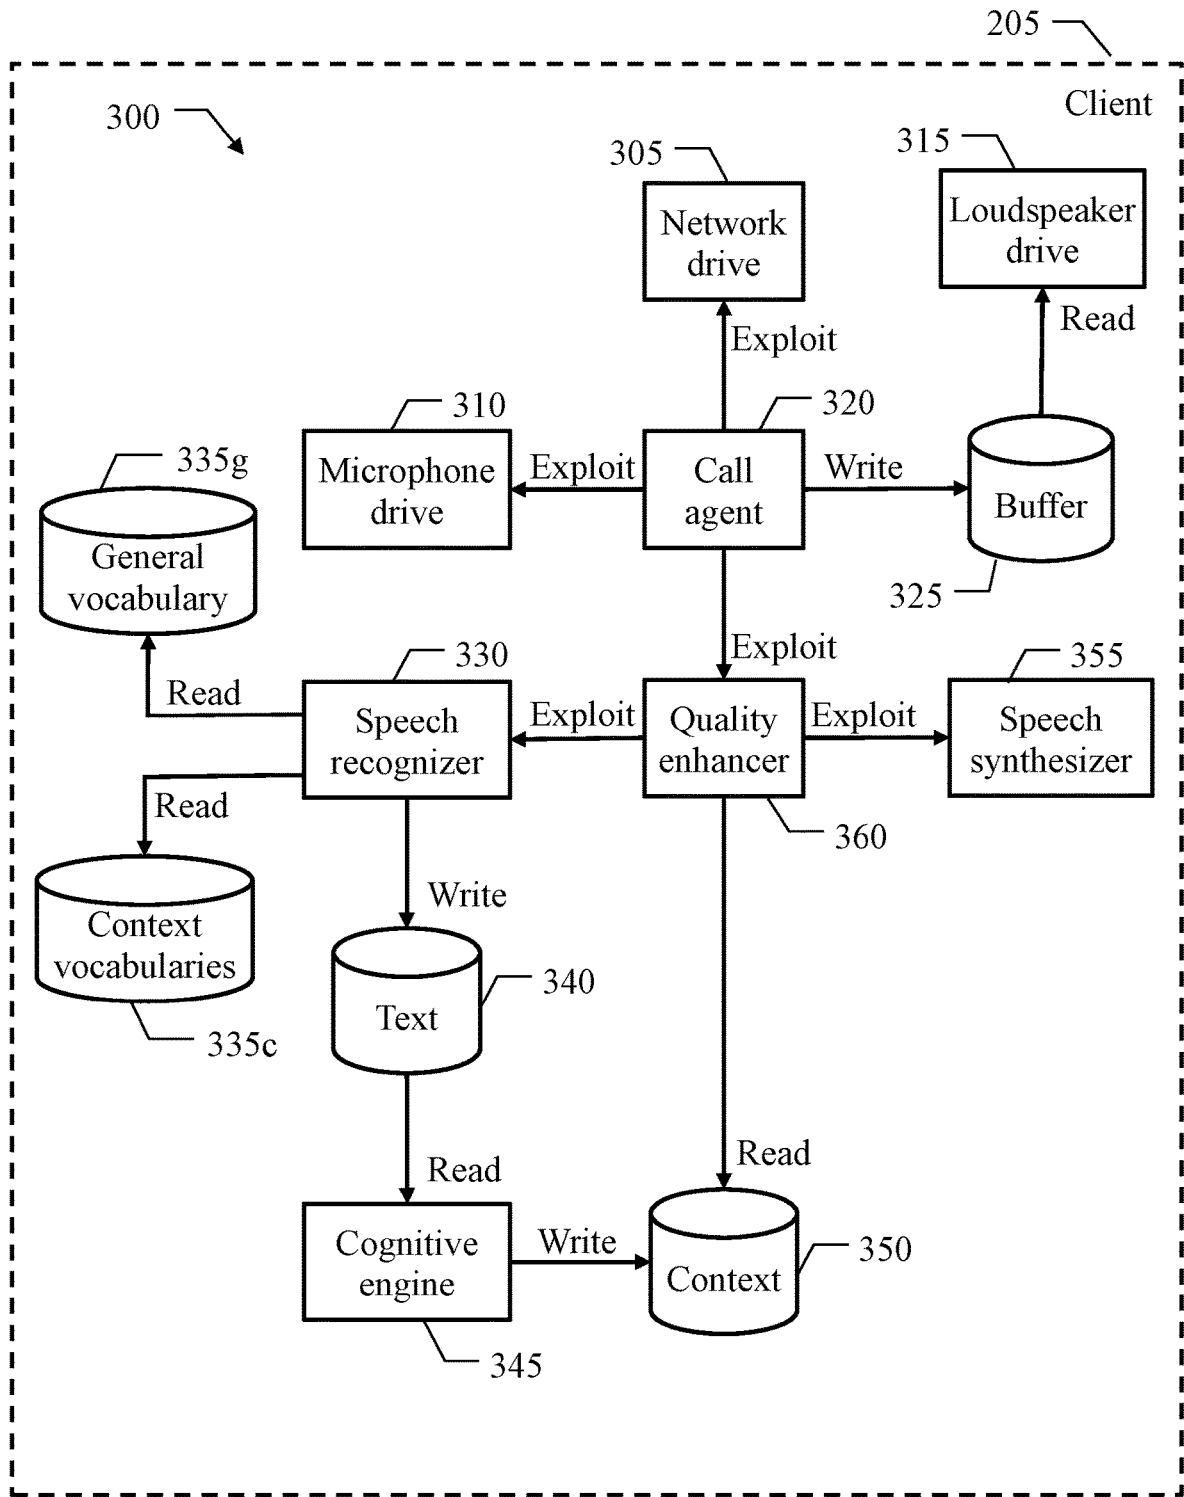 205
Client
300
305
315
Network
drive
Loudspeaker
drive
Exploit
Read
310
320
335g
Microphone
drive
Exploit
Call
agent
Write
Buffer
General
vocabulary
325
Exploit
330
355
Read
Speech
recognizer
Exploit
Quality
enhancer
Exploit
Speech
synthesizer
Read
360
Write
Context
vocabularies
340
Text
335c
Read
Read
Cognitive
engine
Write
350
Context
345